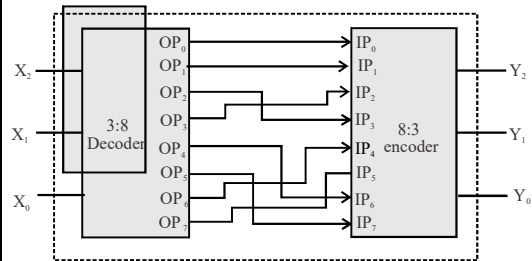 X₂
X₁
X₀
3:8
Decoder
OP₀
OP₁
OP₂
OP₃
OP₄
OP₅
OP₆
OP₇
IP₀
IP₁
IP₂
IP₃
IP₄
IP₅
IP₆
IP₇
8:3
encoder
Y₂
Y₁
Y₀